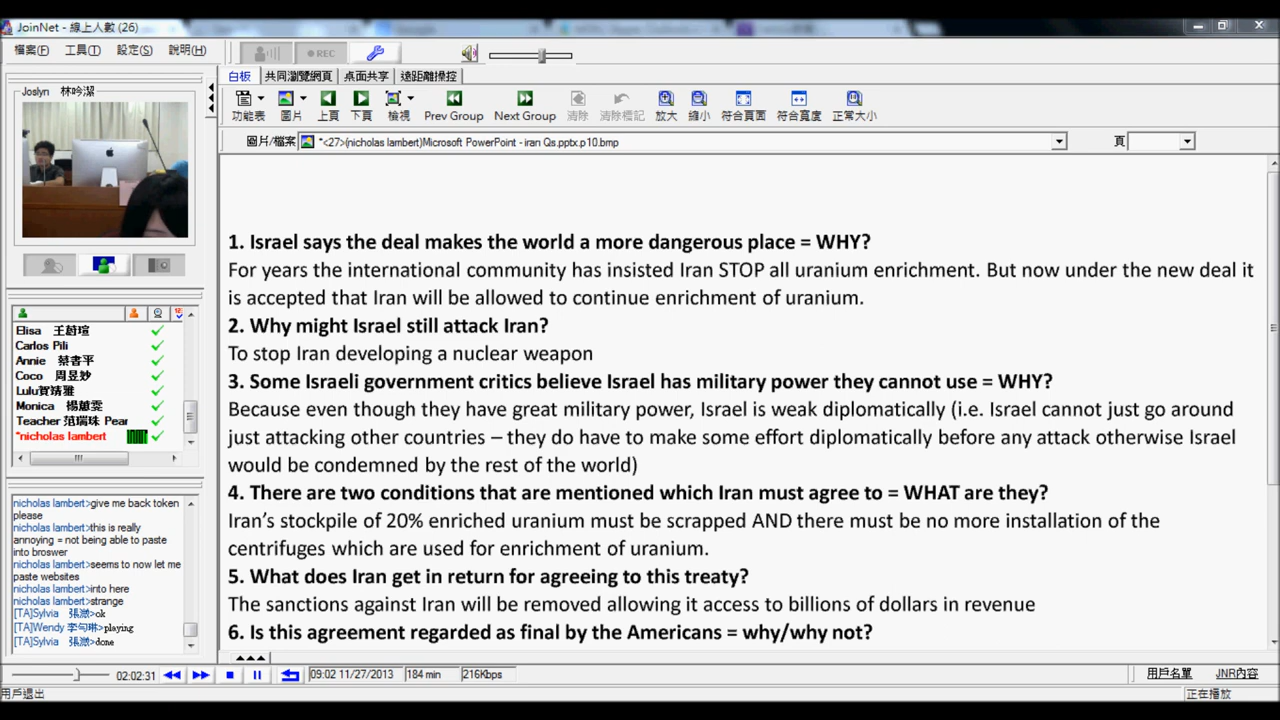 JoinNet - 線上人數 (26)
檔案(F) 工具(T) 設定(S) 說明(H)
REC
白板 共同瀏覽網頁 桌面共享 遠距離操控
功能表 圖片 上頁 下頁 檢視 Prev Group Next Group 清除 清除標記 放大 縮小 符合頁面 符合寬度 正常大小
圖片/檔案 *<27>(nicholas lambert)Microsoft PowerPoint - iran Qs.pptx.p10.bmp 頁
Joslyn 林吟潔
Elisa 王蒔瑄
Carlos Pili
Annie 蔡書平
Coco 周昱妙
Lulu賀靖雅
Monica 楊蕙雯
Teacher 范瑞珠 Pear
*nicholas lambert
nicholas lambert>give me back token
please
nicholas lambert>this is really
annoying = not being able to paste
into broswer
nicholas lambert>seems to now let me
paste websites
nicholas lambert>into here
nicholas lambert>strange
[TA]Sylvia 張濙>ok
[TA]Wendy 李勻琳>playing
[TA]Sylvia 張濙>done
1. Israel says the deal makes the world a more dangerous place = WHY?
For years the international community has insisted Iran STOP all uranium enrichment. But now under the new deal it
is accepted that Iran will be allowed to continue enrichment of uranium.
2. Why might Israel still attack Iran?
To stop Iran developing a nuclear weapon
3. Some Israeli government critics believe Israel has military power they cannot use = WHY?
Because even though they have great military power, Israel is weak diplomatically (i.e. Israel cannot just go around
just attacking other countries – they do have to make some effort diplomatically before any attack otherwise Israel
would be condemned by the rest of the world)
4. There are two conditions that are mentioned which Iran must agree to = WHAT are they?
Iran's stockpile of 20% enriched uranium must be scrapped AND there must be no more installation of the
centrifuges which are used for enrichment of uranium.
5. What does Iran get in return for agreeing to this treaty?
The sanctions against Iran will be removed allowing it access to billions of dollars in revenue
6. Is this agreement regarded as final by the Americans = why/why not?
02:02:31 09:02 11/27/2013 184 min 216Kbps 用戶名單 JNR內容
用戶退出 正在播放